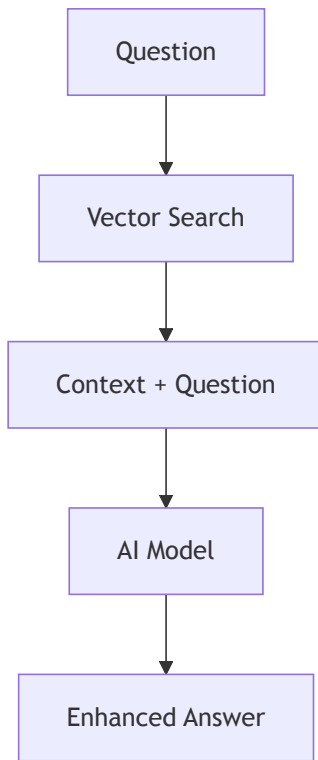 Question
Vector Search
Context + Question
AI Model
Enhanced Answer